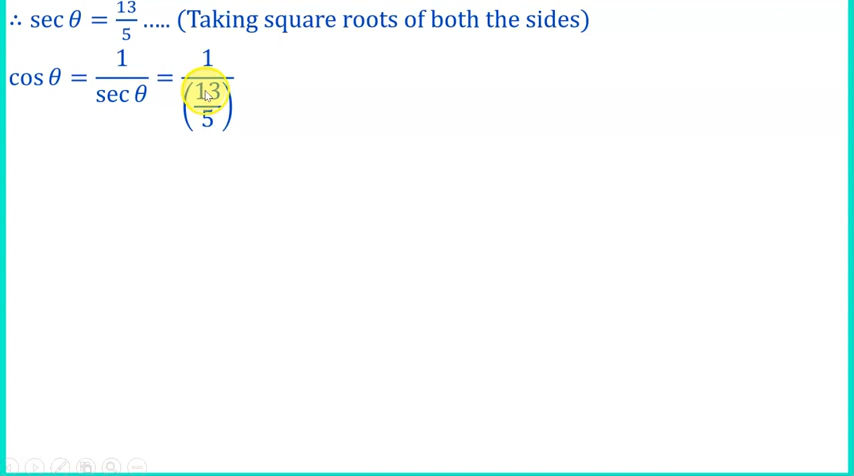 ∴ sec θ = 13/5 ..... (Taking square roots of both the sides)
cos θ = 1/sec θ = 1/(13/5)